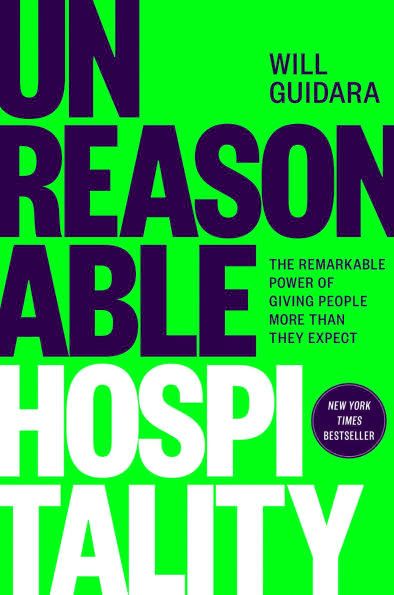 UN
REASON
ABLE
HOSPI
TALITY
WILL
GUIDARA
THE REMARKABLE
POWER OF
GIVING PEOPLE
MORE THAN
THEY EXPECT
NEW YORK
TIMES
BESTSELLER